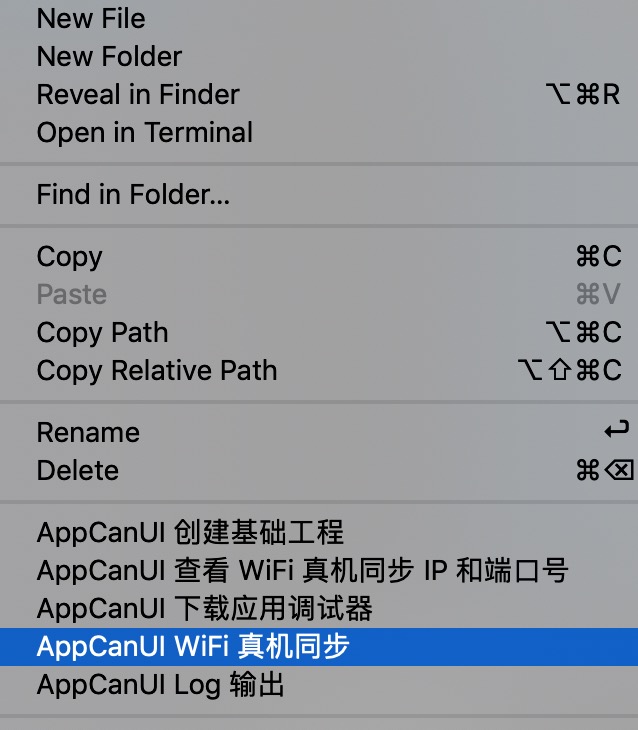 New File
New Folder
Reveal in Finder ⌥⌘R
Open in Terminal
Find in Folder...
Copy ⌘C
Paste ⌘V
Copy Path ⌥⌘C
Copy Relative Path ⌥⇧⌘C
Rename ↩
Delete ⌘⌫
AppCanUI 创建基础工程
AppCanUI 查看 WiFi 真机同步 IP 和端口号
AppCanUI 下载应用调试器
AppCanUI WiFi 真机同步
AppCanUI Log 输出